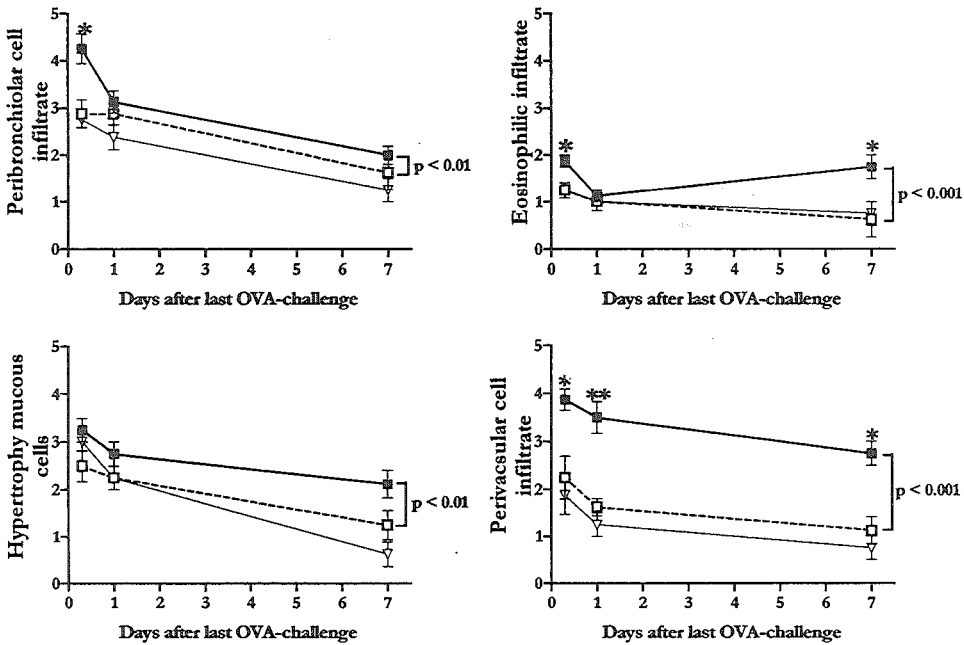 Peribronchiolar cell
infiltrate
5
4
3
2
1
0
*
p < 0.01
0 1 2 3 4 5 6 7
Days after last OVA-challenge
Eosinophilic infiltrate
5
4
3
2
1
0
*
*
p < 0.001
0 1 2 3 4 5 6 7
Days after last OVA-challenge
Hypertrophy mucous
cells
5
4
3
2
1
0
p < 0.01
0 1 2 3 4 5 6 7
Days after last OVA-challenge
Perivacsular cell
infiltrate
5
4
3
2
1
0
*
**
*
p < 0.001
0 1 2 3 4 5 6 7
Days after last OVA-challenge